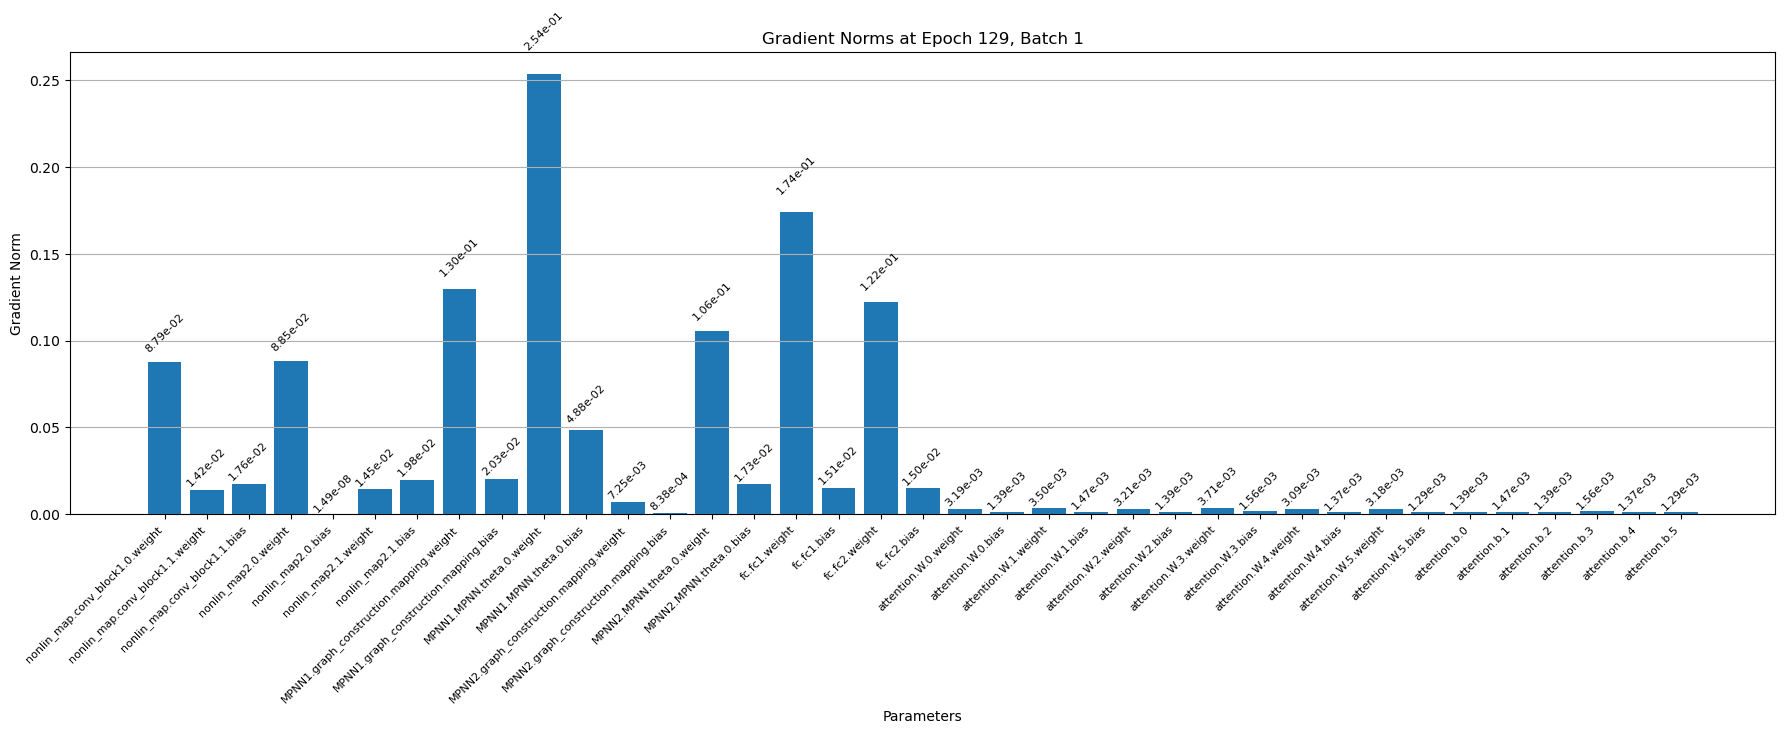 Gradient Norms at Epoch 129, Batch 1
Gradient Norm
0.25
0.20
0.15
0.10
0.05
0.00
8.79e-02
1.42e-02
1.76e-02
8.85e-02
1.49e-08
1.45e-02
1.98e-02
1.30e-01
2.03e-02
2.54e-01
4.88e-02
7.25e-03
8.38e-04
1.06e-01
1.73e-02
1.74e-01
1.51e-02
1.22e-01
1.50e-02
3.19e-03
1.39e-03
3.50e-03
1.47e-03
3.21e-03
1.39e-03
3.71e-03
1.56e-03
3.09e-03
1.37e-03
3.18e-03
1.29e-03
1.39e-03
1.47e-03
1.39e-03
1.56e-03
1.37e-03
1.29e-03
nonlin_map.conv_block1.0.weight
nonlin_map.conv_block1.1.weight
nonlin_map.conv_block1.1.bias
nonlin_map2.0.weight
nonlin_map2.0.bias
nonlin_map2.1.weight
nonlin_map2.1.bias
MPNN1.graph_construction.mapping.weight
MPNN1.graph_construction.mapping.bias
MPNN1.MPNN.theta.0.weight
MPNN1.MPNN.theta.0.bias
MPNN2.graph_construction.mapping.weight
MPNN2.graph_construction.mapping.bias
MPNN2.MPNN.theta.0.weight
MPNN2.MPNN.theta.0.bias
fc.fc1.weight
fc.fc1.bias
fc.fc2.weight
fc.fc2.bias
attention.W.0.weight
attention.W.0.bias
attention.W.1.weight
attention.W.1.bias
attention.W.2.weight
attention.W.2.bias
attention.W.3.weight
attention.W.3.bias
attention.W.4.weight
attention.W.4.bias
attention.W.5.weight
attention.W.5.bias
attention.b.0
attention.b.1
attention.b.2
attention.b.3
attention.b.4
attention.b.5
Parameters